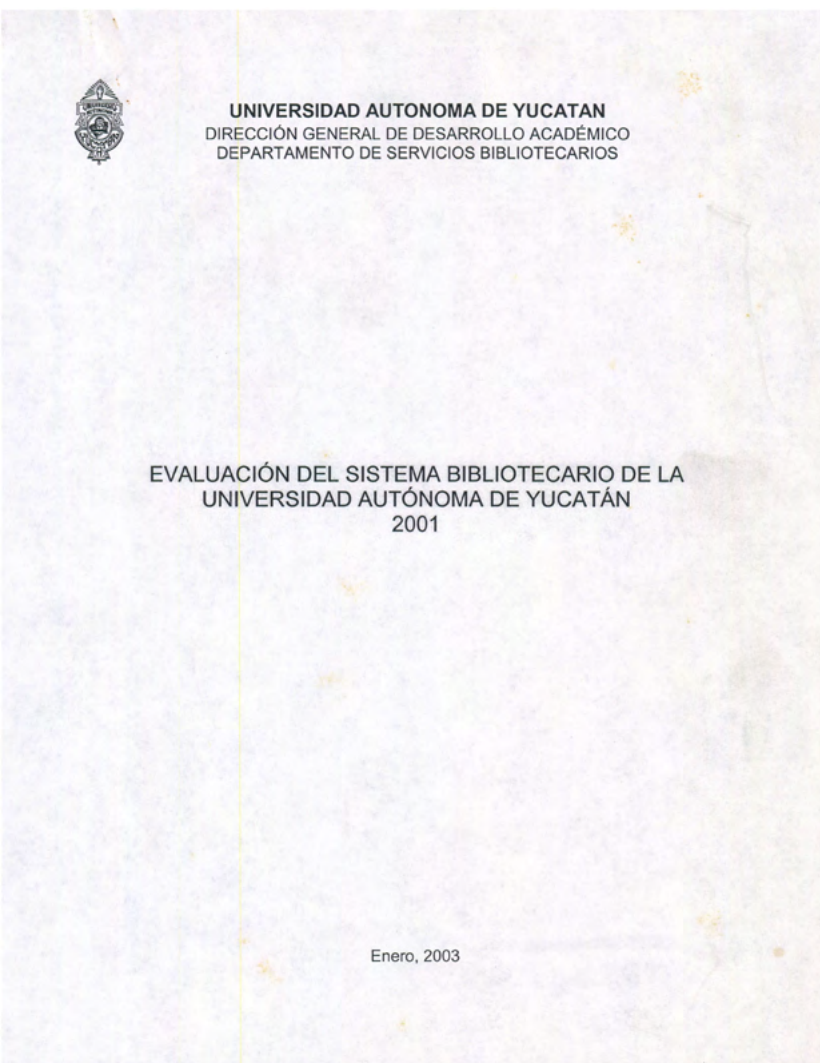 UNIVERSIDAD AUTONOMA DE YUCATAN
DIRECCIÓN GENERAL DE DESARROLLO ACADÉMICO
DEPARTAMENTO DE SERVICIOS BIBLIOTECARIOS
EVALUACIÓN DEL SISTEMA BIBLIOTECARIO DE LA
UNIVERSIDAD AUTÓNOMA DE YUCATÁN
2001
Enero, 2003